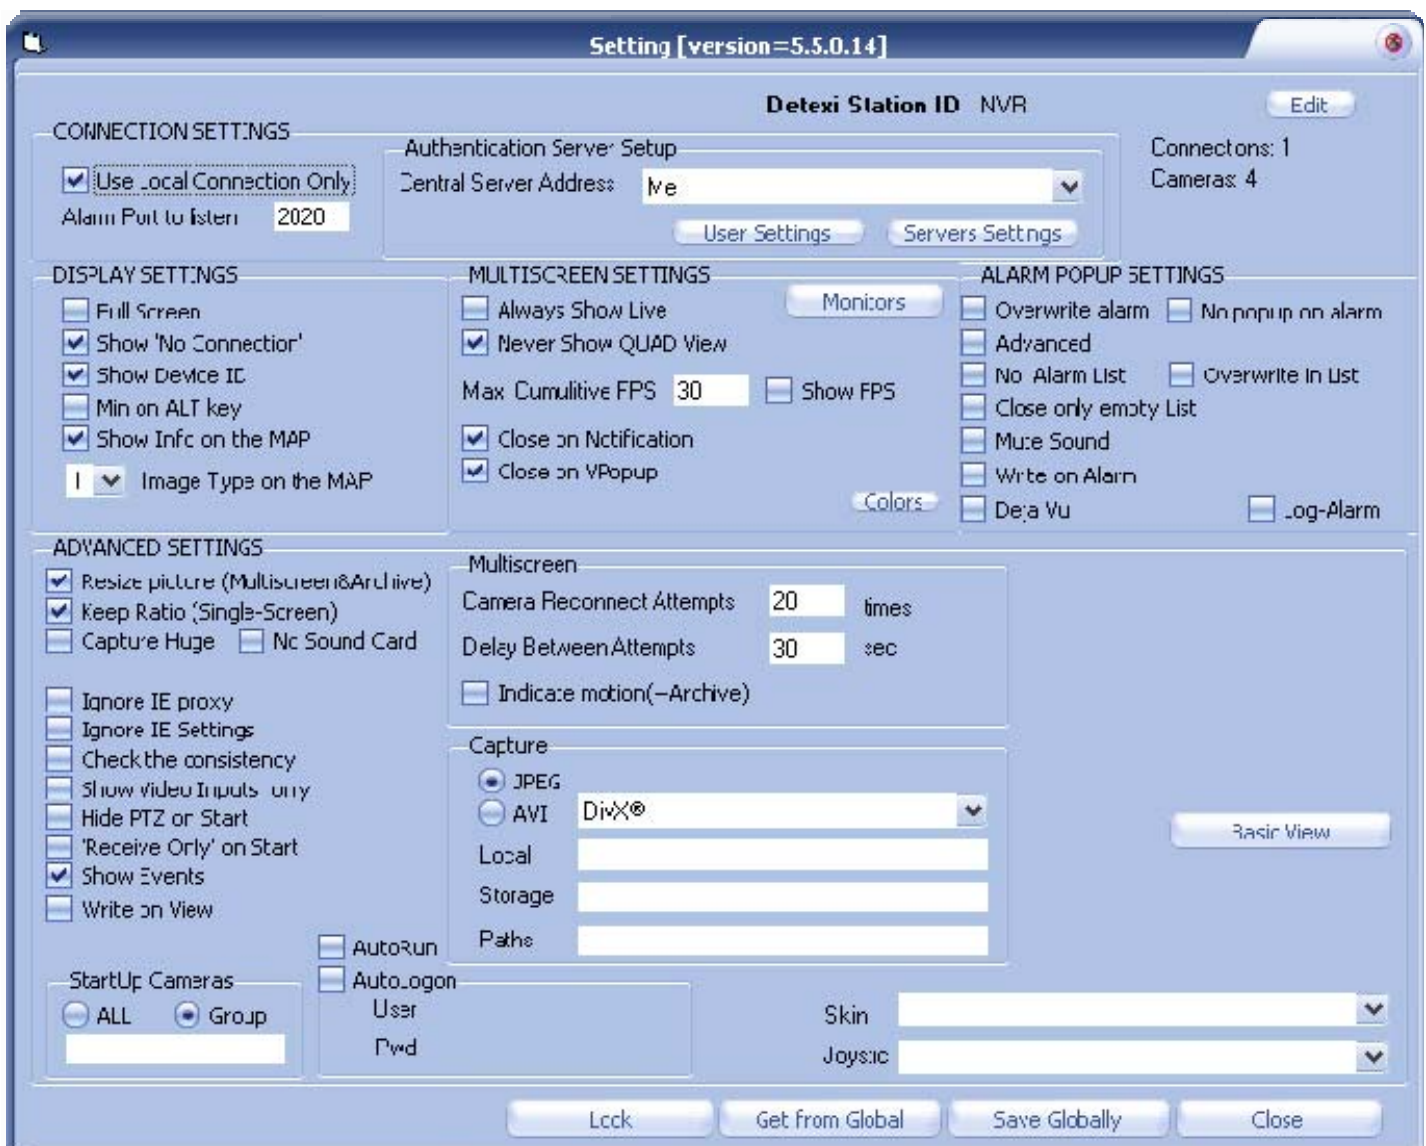 Setting [version=5.5.0.14]
Detexi Station ID NVR
Edit
CONNECTION SETTINGS
Use Local Connection Only
Alarm Port to listen 2020
Authentication Server Setup
Central Server Address
User Settings
Servers Settings
Connections: 1
Cameras: 4
DISPLAY SETTINGS
Full Screen
Show 'No Connection'
Show Device ID
Min on ALT key
Show Info on the MAP
Image Type on the MAP
MULTISCREEN SETTINGS
Always Show Live
Monitors
Never Show QUAD View
Max Cumulitive FPS 30
Show FPS
Close on Notification
Close on VPopup
Colors
ALARM POPUP SETTINGS
Overwrite alarm
No popup on alarm
Advanced
No Alarm List
Overwrite in List
Close only empty List
Mute Sound
Write on Alarm
Deja Vu
Log-Alarm
ADVANCED SETTINGS
Resize picture (Multiscreen&Archive)
Keep Ratio (Single-Screen)
Capture Huge
No Sound Card
Ignore IE proxy
Ignore IE Settings
Check the consistency
Show Video Inputs only
Hide PTZ on Start
'Receive Only' on Start
Show Events
Write on View
Multiscreen
Camera Reconnect Attempts 20 times
Delay Between Attempts 30 sec
Indicate motion(--Archive)
Capture
JPEG
AVI DivX®
Local
Storage
Paths
Basic View
AutoRun
StartUp Cameras
ALL
Group
AutoLogon
User
Pwd
Skin
Joystic
Lock
Get from Global
Save Globally
Close